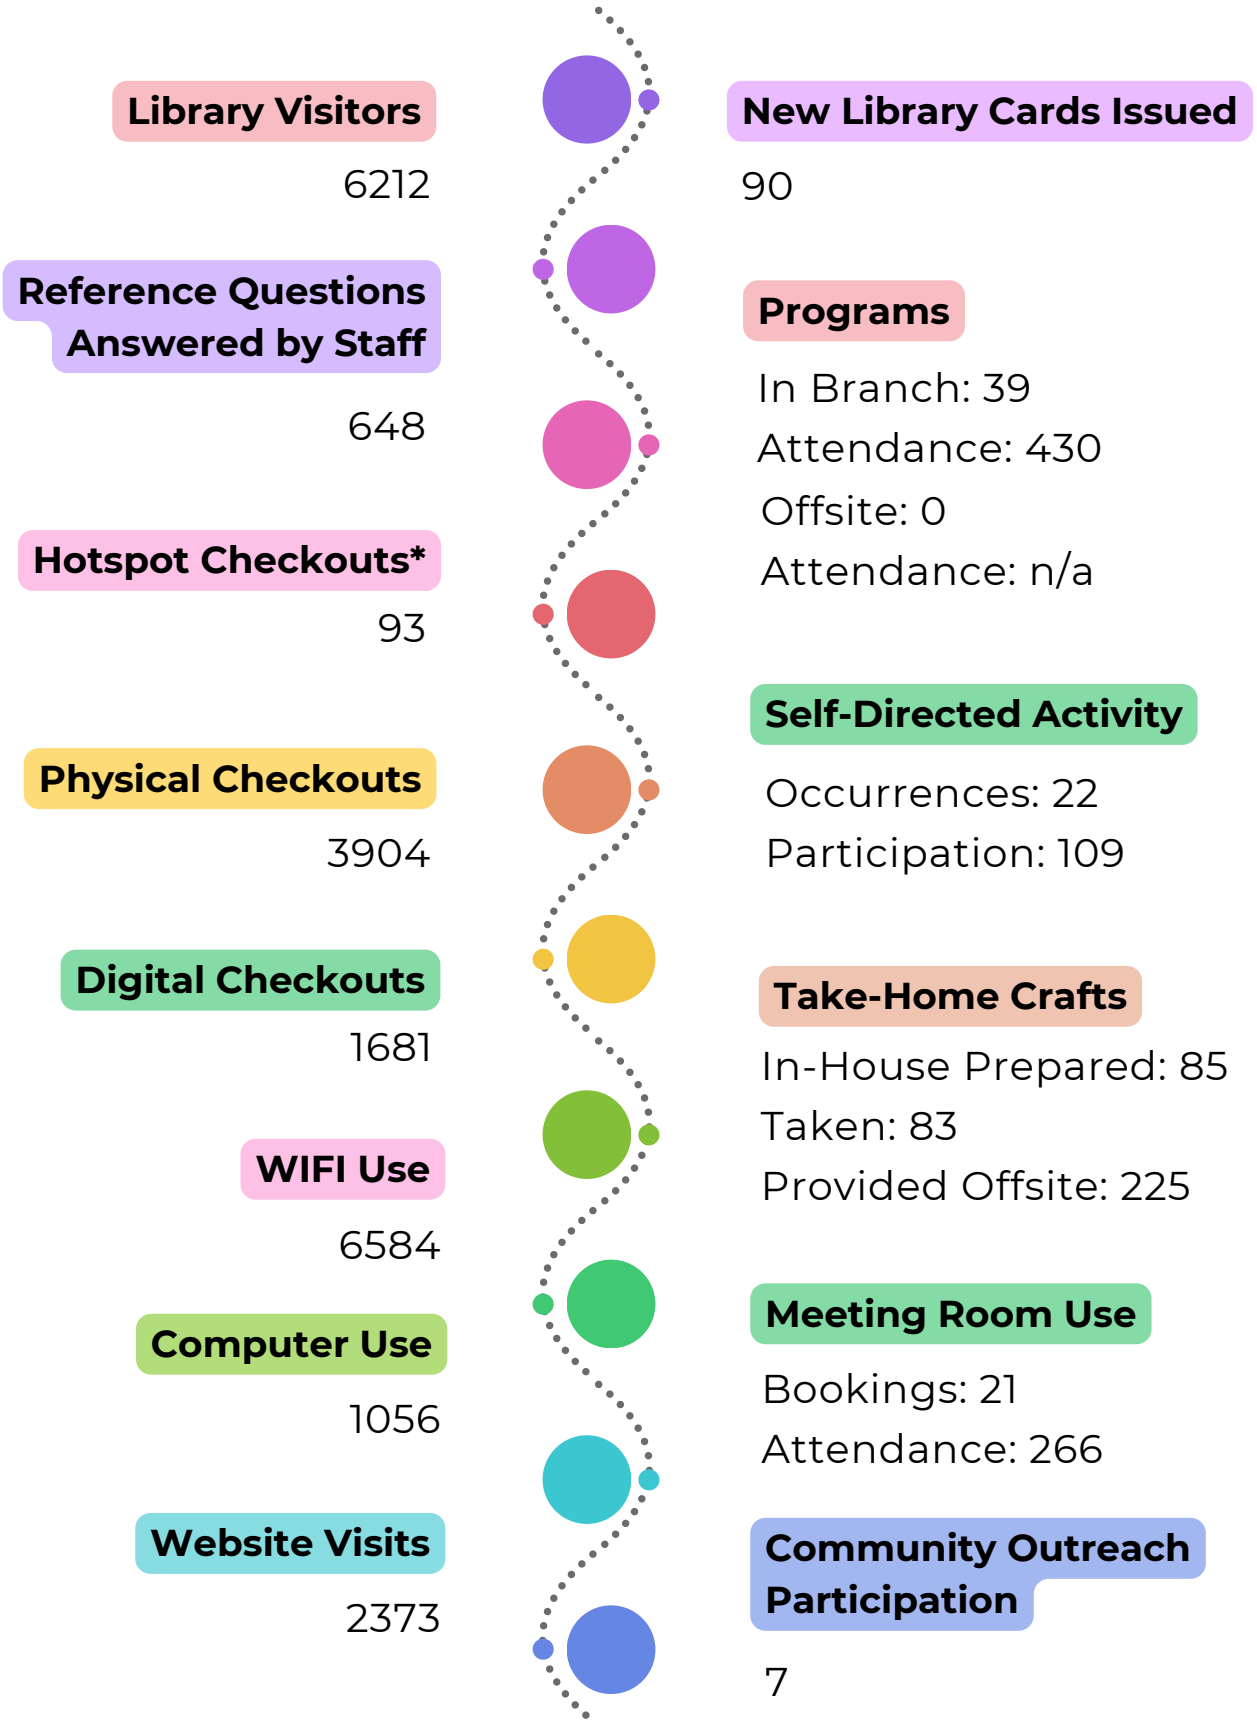 Library Visitors
6212
Reference Questions
Answered by Staff
648
Hotspot Checkouts*
93
Physical Checkouts
3904
Digital Checkouts
1681
WIFI Use
6584
Computer Use
1056
Website Visits
2373
New Library Cards Issued
90
Programs
In Branch: 39
Attendance: 430
Offsite: 0
Attendance: n/a
Self-Directed Activity
Occurrences: 22
Participation: 109
Take-Home Crafts
In-House Prepared: 85
Taken: 83
Provided Offsite: 225
Meeting Room Use
Bookings: 21
Attendance: 266
Community Outreach
Participation
7